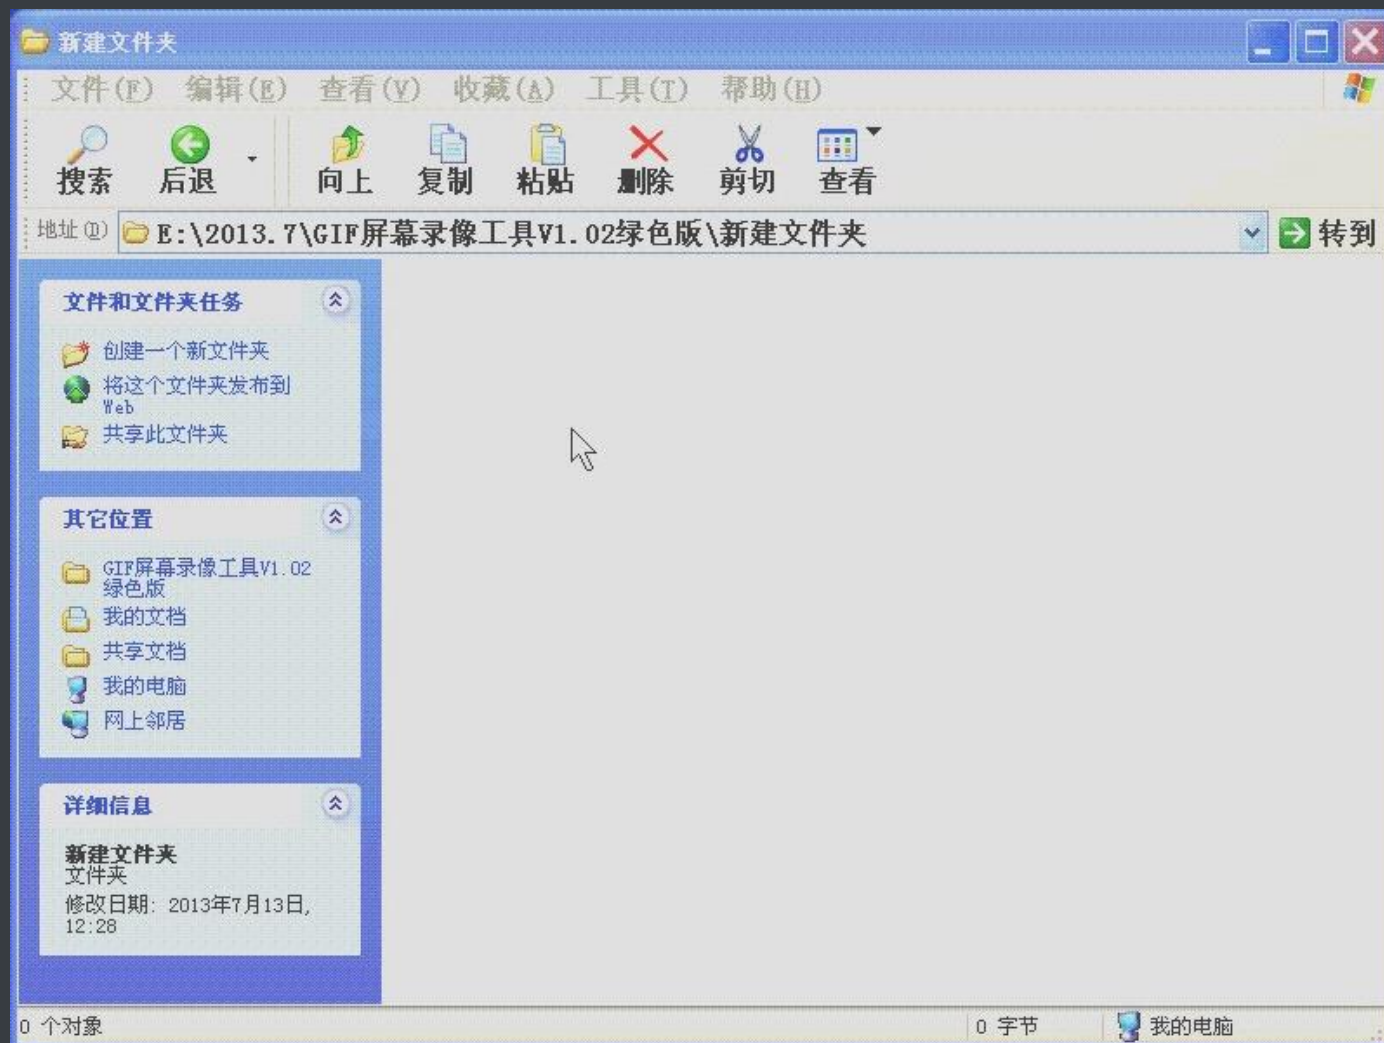 新建文件夹
文件(F) 编辑(E) 查看(V) 收藏(A) 工具(T) 帮助(H)
搜索 后退 向上 复制 粘贴 删除 剪切 查看
地址(D) E:\2013.7\GIF屏幕录像工具V1.02绿色版\新建文件夹 转到
文件和文件夹任务
创建一个新文件夹
将这个文件夹发布到
Web
共享此文件夹
其它位置
GIF屏幕录像工具V1.02
绿色版
我的文档
共享文档
我的电脑
网上邻居
详细信息
新建文件夹
文件夹
修改日期: 2013年7月13日,
12:28
0 个对象 0 字节 我的电脑